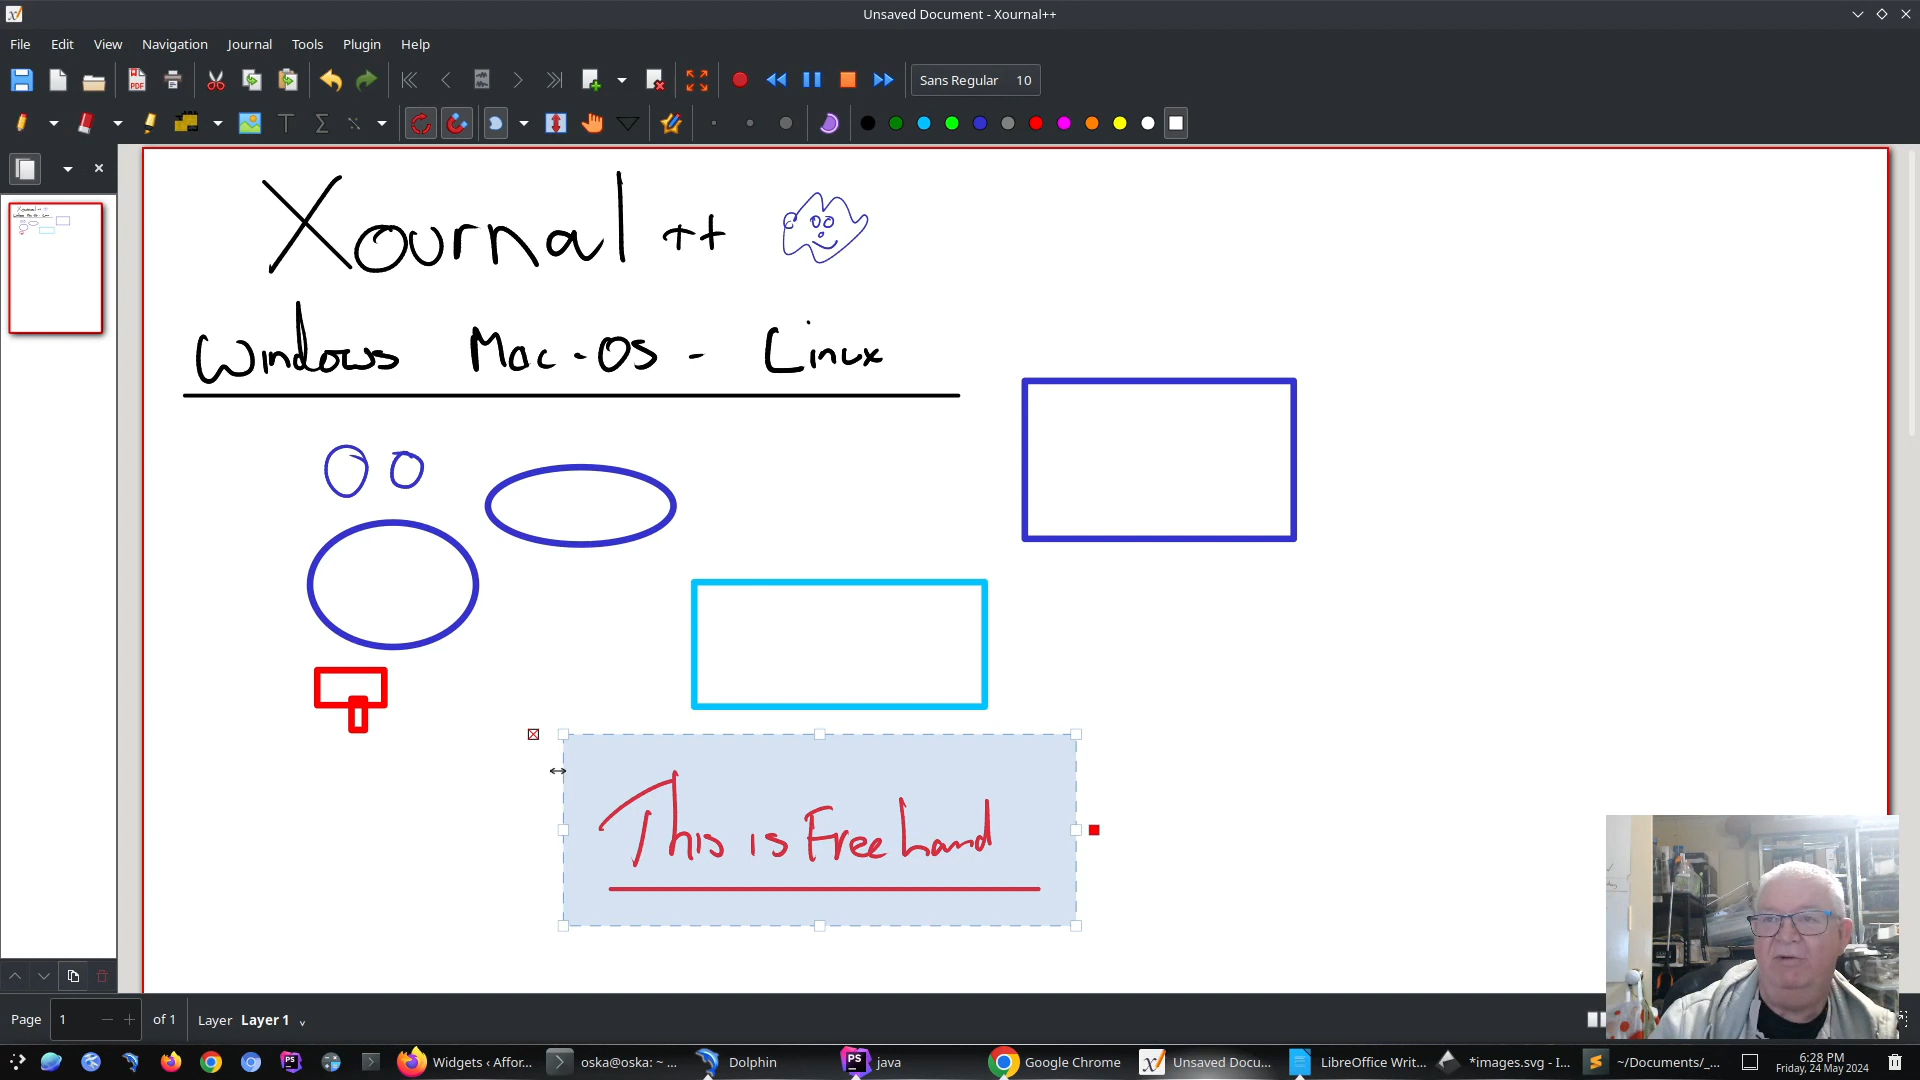 Unsaved Document - Xournal++
File Edit View Navigation Journal Tools Plugin Help
PDF
Sans Regular 10
Xournal ++
Windows Mac-OS - Linux
This is Free hand
Page 1 of 1 Layer Layer 1
Widgets ‹ Affor... oska@oska: ~ ... Dolphin java Google Chrome Unsaved Docu... LibreOffice Writ... *images.svg - I... ~/Documents/_... 6:28 PM
Friday, 24 May 2024